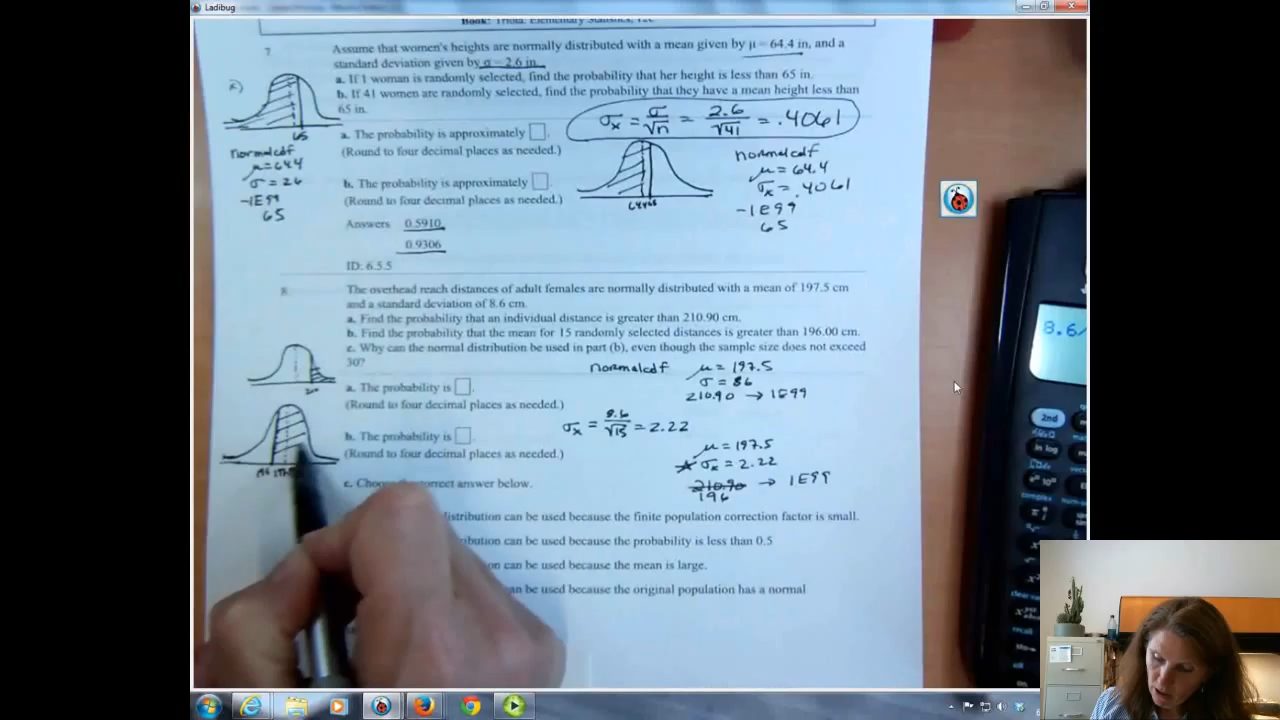 Ladibug
Book: Triola: Elementary Statistics, 12e
7
Assume that women's heights are normally distributed with a mean given by μ = 64.4 in, and a
standard deviation given by σ = 2.6 in.
a. If 1 woman is randomly selected, find the probability that her height is less than 65 in.
b. If 41 women are randomly selected, find the probability that they have a mean height less than
65 in.
a)
65
σx̄ = σ/√n = 2.6/√41 = .4061
a. The probability is approximately
(Round to four decimal places as needed.)
b. The probability is approximately
(Round to four decimal places as needed.)
normalcdf
μ = 64.4
σ = 2.6
-1E99
65
normalcdf
μ = 64.4
σx = .4061
-1E99
65
Answers 0.5910
0.9306
ID: 6.5.5
8
The overhead reach distances of adult females are normally distributed with a mean of 197.5 cm
and a standard deviation of 8.6 cm.
a. Find the probability that an individual distance is greater than 210.90 cm.
b. Find the probability that the mean for 15 randomly selected distances is greater than 196.00 cm.
c. Why can the normal distribution be used in part (b), even though the sample size does not exceed
30?
normalcdf
μ = 197.5
σ = 8.6
210.90 → 1E99
a. The probability is
(Round to four decimal places as needed.)
σx = 8.6/√15 = 2.22
b. The probability is
(Round to four decimal places as needed.)
μ = 197.5
σx = 2.22
210.90 → 1E99
196
c. Choose the correct answer below.
distribution can be used because the finite population correction factor is small.
can be used because the probability is less than 0.5
can be used because the mean is large.
can be used because the original population has a normal
8.6/
2nd